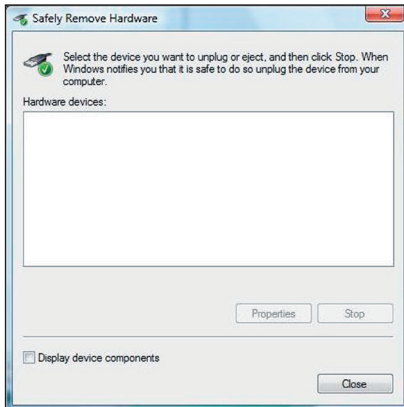 Safely Remove Hardware
Select the device you want to unplug or eject, and then click Stop. When
Windows notifies you that it is safe to do so unplug the device from your
computer.
Hardware devices:
Properties
Stop
Display device components
Close